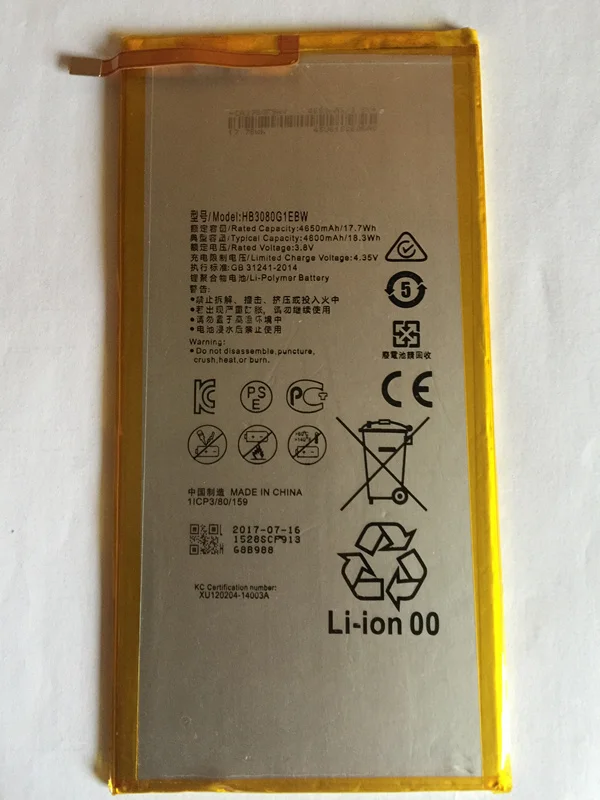 型号/Model:HB3080G1EBW
额定容量/Rated Capacity:4650mAh/17.7Wh
典型容量/Typical Capacity:4800mAh/18.3Wh
额定电压/Rated Voltage:3.8V
充电限制电压/Limited Charge Voltage:4.35V
执行标准:GB 31241-2014
锂聚合物电池/Li-Polymer Battery
警告:
•禁止拆解、撞击、挤压或投入火中
•若出现严重鼓胀、请勿继续使用
•请勿置于高温环境中
•电池浸水后禁止使用
Warning:
•Do not disassemble,puncture,
crush,heat,or burn.
5
廢電池請回收
PS
E
CE
中国制造 MADE IN CHINA
1ICP3/80/159
2017-07-16
1528SCP913
G8B988
KC Certification number:
XU120204-14003A
Li-ion 00